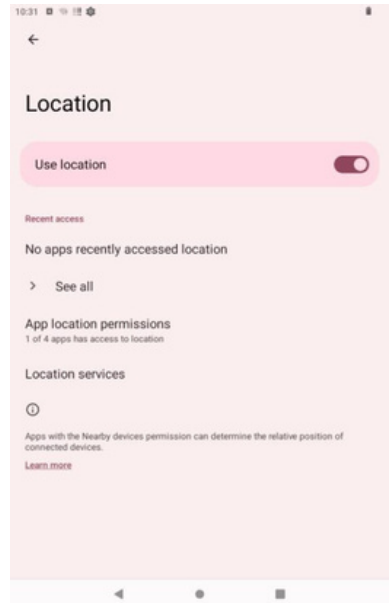 10:31
Location
Use location
Recent access
No apps recently accessed location
See all
App location permissions
1 of 4 apps has access to location
Location services
Apps with the Nearby devices permission can determine the relative position of
connected devices.
Learn more